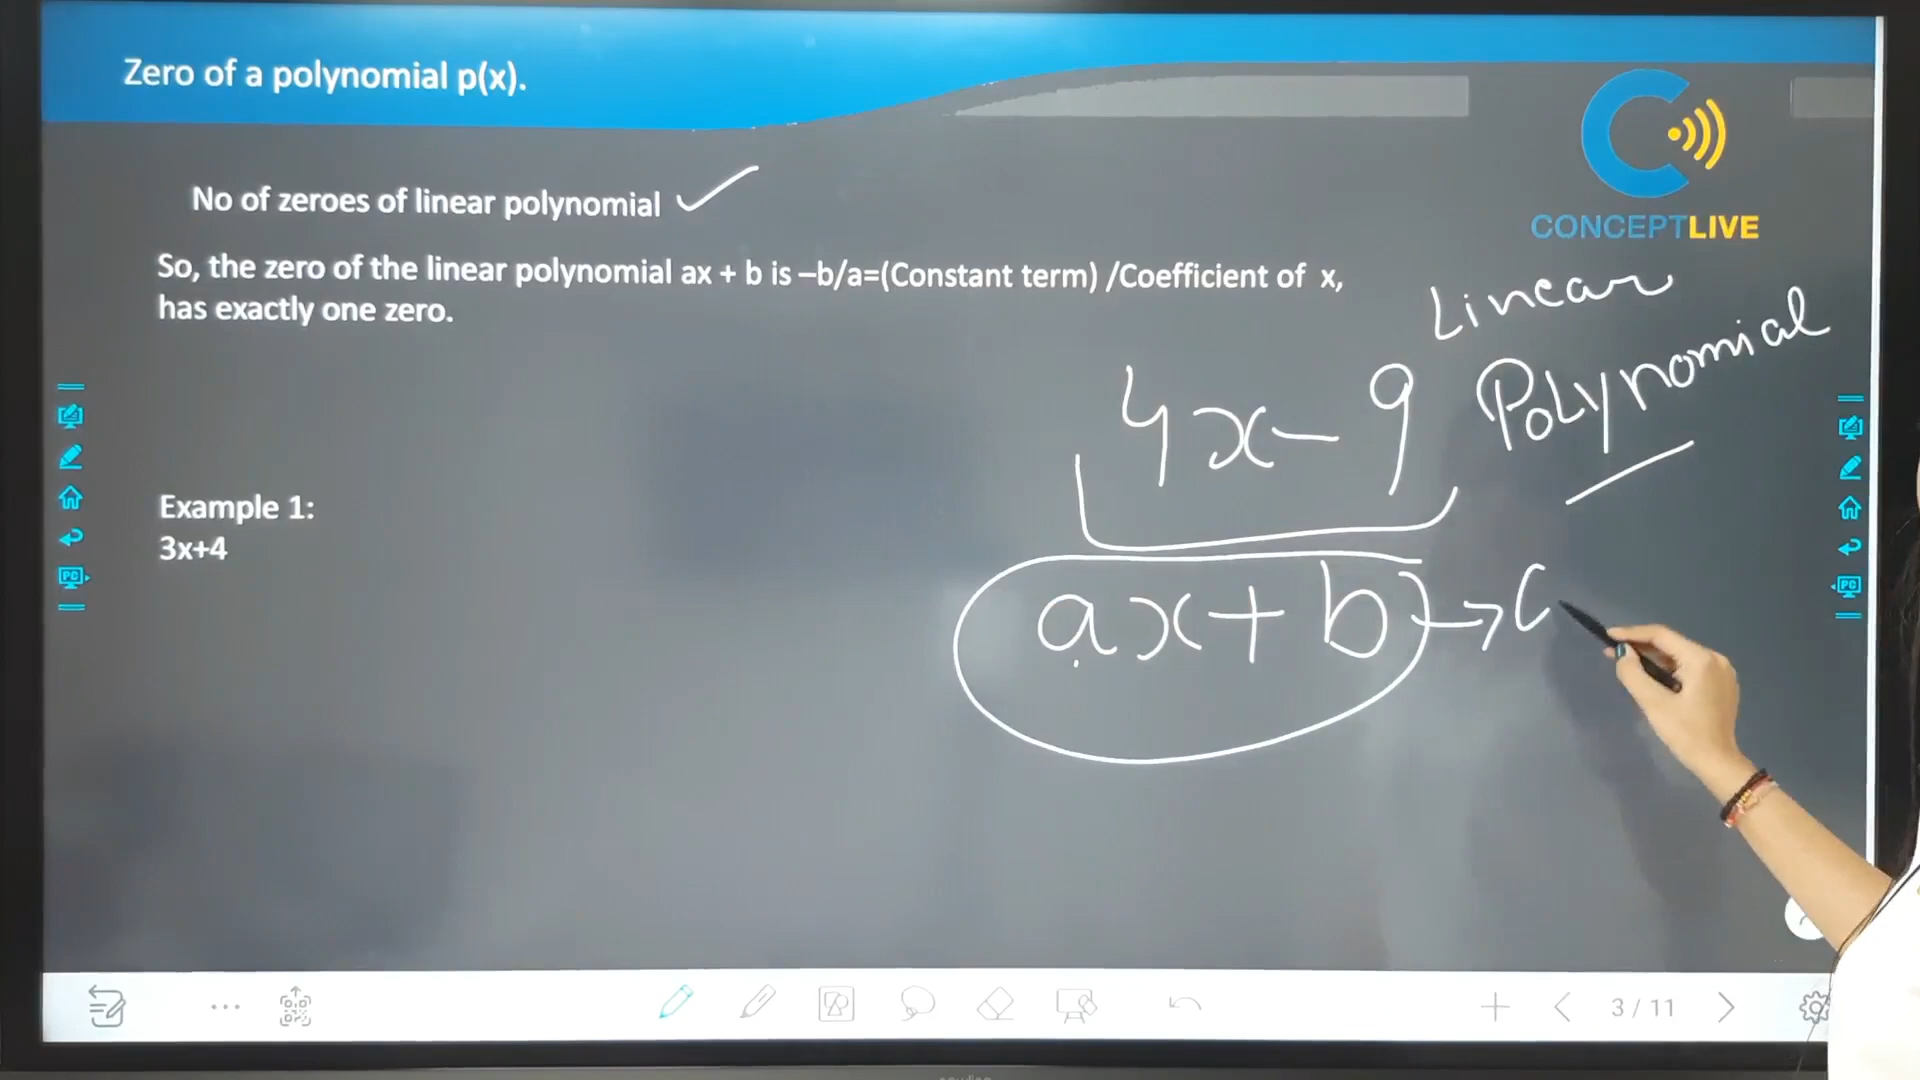 Zero of a polynomial p(x).
CONCEPTLIVE
No of zeroes of linear polynomial
So, the zero of the linear polynomial ax + b is –b/a=(Constant term) /Coefficient of x,
has exactly one zero.
Linear
Polynomial
4x - 9
Example 1:
3x+4
ax + b → C
PC
PC
3 / 11